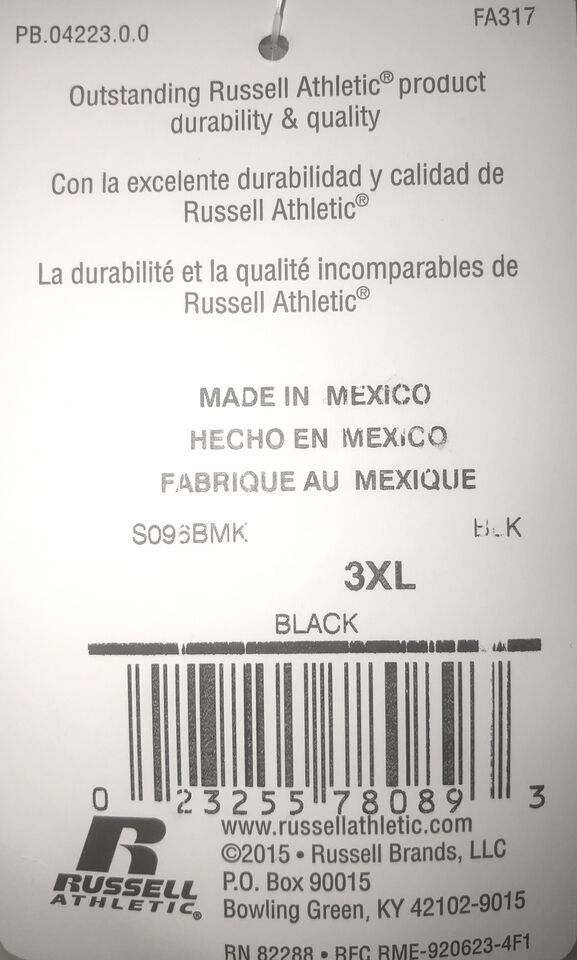 PB.04223.0.0
FA317
Outstanding Russell Athletic® product
durability & quality
Con la excelente durabilidad y calidad de
Russell Athletic®
La durabilité et la qualité incomparables de
Russell Athletic®
MADE IN MEXICO
HECHO EN MEXICO
FABRIQUE AU MEXIQUE
S096BMK BLK
3XL
BLACK
0 23255 78089 3
www.russellathletic.com
©2015 • Russell Brands, LLC
P.O. Box 90015
Bowling Green, KY 42102-9015
RUSSELL
ATHLETIC®
RN 82288 • RFC RME-920623-4F1